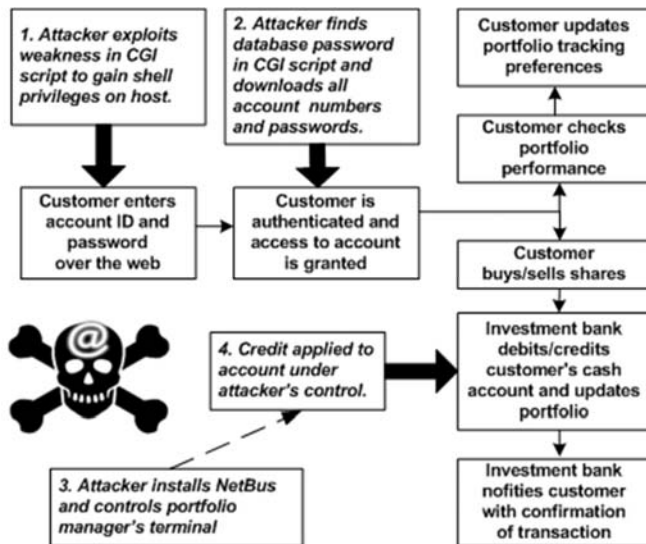 1. Attacker exploits
weakness in CGI
script to gain shell
privileges on host.
2. Attacker finds
database password
in CGI script and
downloads all
account numbers
and passwords.
Customer updates
portfolio tracking
preferences
Customer checks
portfolio
performance
Customer enters
account ID and
password
over the web
Customer is
authenticated and
access to account
is granted
Customer
buys/sells shares
@
4. Credit applied to
account under
attacker's control.
Investment bank
debits/credits
customer's cash
account and updates
portfolio
3. Attacker installs NetBus
and controls portfolio
manager's terminal
Investment bank
nofities customer
with confirmation
of transaction